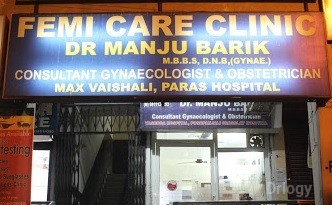 FEMI CARE CLINIC
DR MANJU BARIK
M.B.B.S, D.N.B,(GYNAE.)
CONSULTANT GYNAECOLOGIST & OBSTETRICIAN
MAX VAISHALI, PARAS HOSPITAL
Dr. MANJU BARIK
Consultant Gynaecologist & Obstetrician